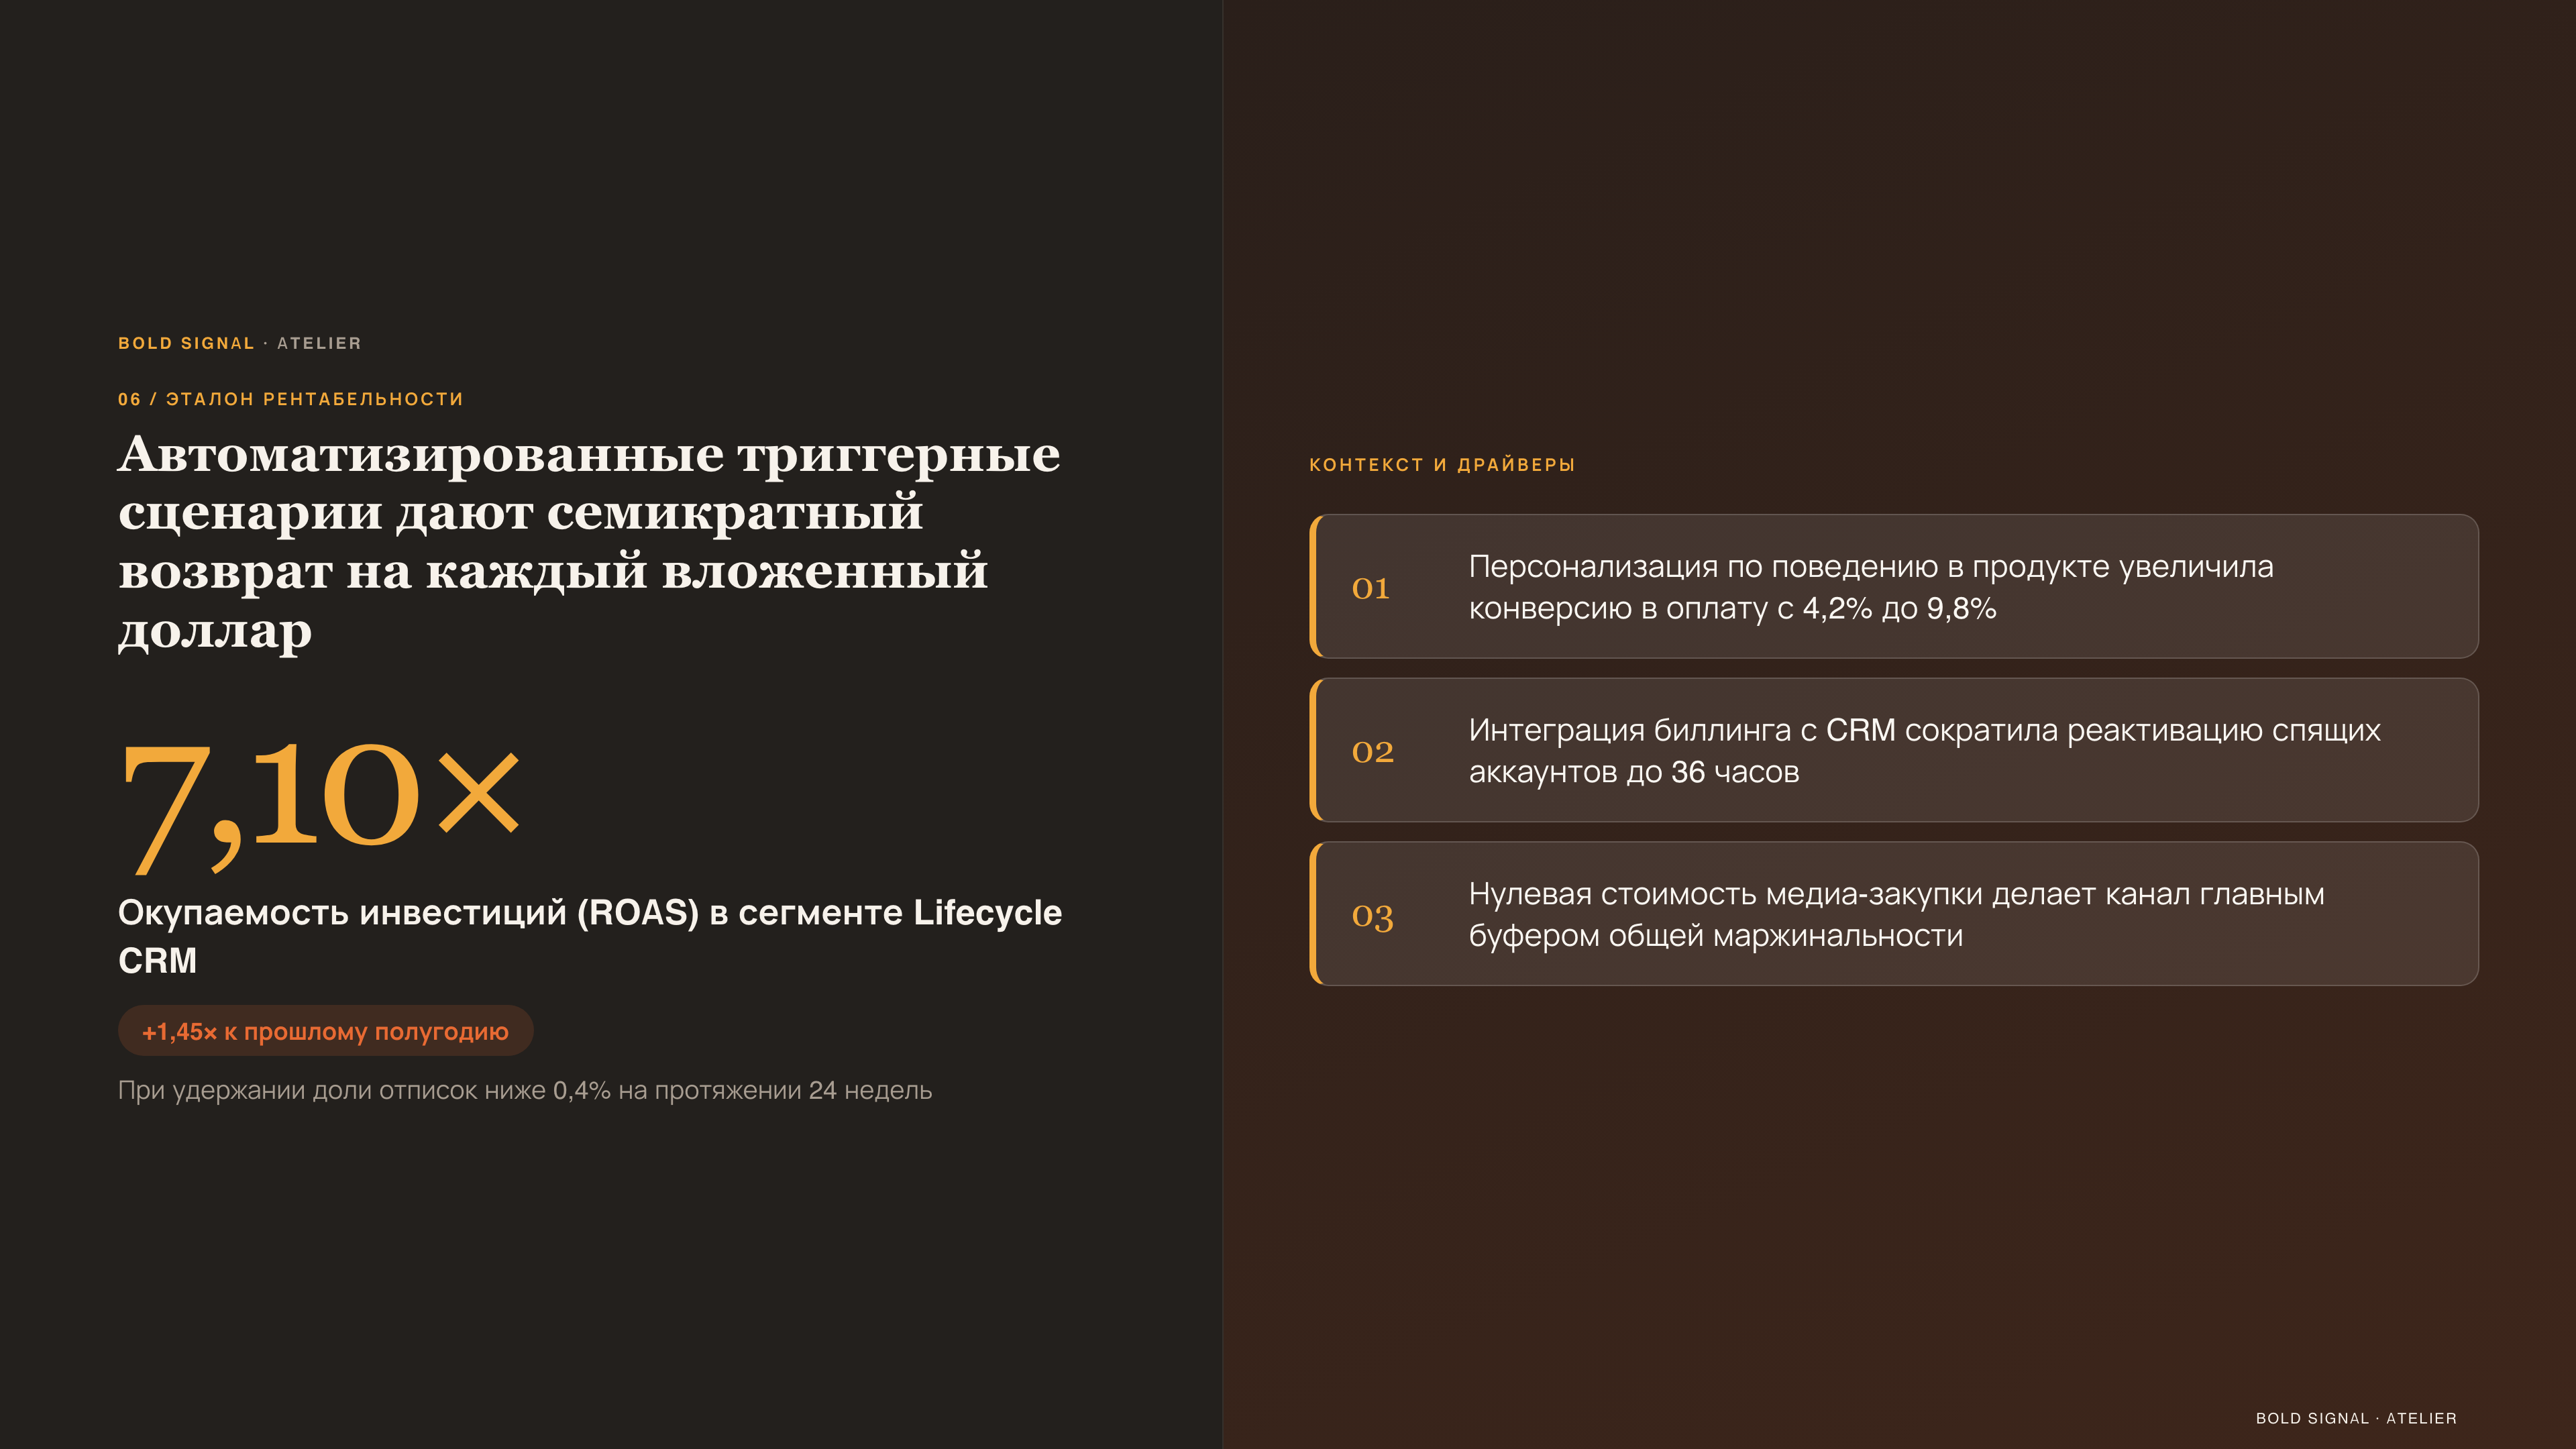 BOLD SIGNAL · ATELIER
06 / ЭТАЛОН РЕНТАБЕЛЬНОСТИ
Автоматизированные триггерные
сценарии дают семикратный
возврат на каждый вложенный
доллар
7,10×
Окупаемость инвестиций (ROAS) в сегменте Lifecycle
CRM
+1,45× к прошлому полугодию
При удержании доли отписок ниже 0,4% на протяжении 24 недель
КОНТЕКСТ И ДРАЙВЕРЫ
01
Персонализация по поведению в продукте увеличила
конверсию в оплату с 4,2% до 9,8%
02
Интеграция биллинга с CRM сократила реактивацию спящих
аккаунтов до 36 часов
03
Нулевая стоимость медиа-закупки делает канал главным
буфером общей маржинальности
BOLD SIGNAL · ATELIER